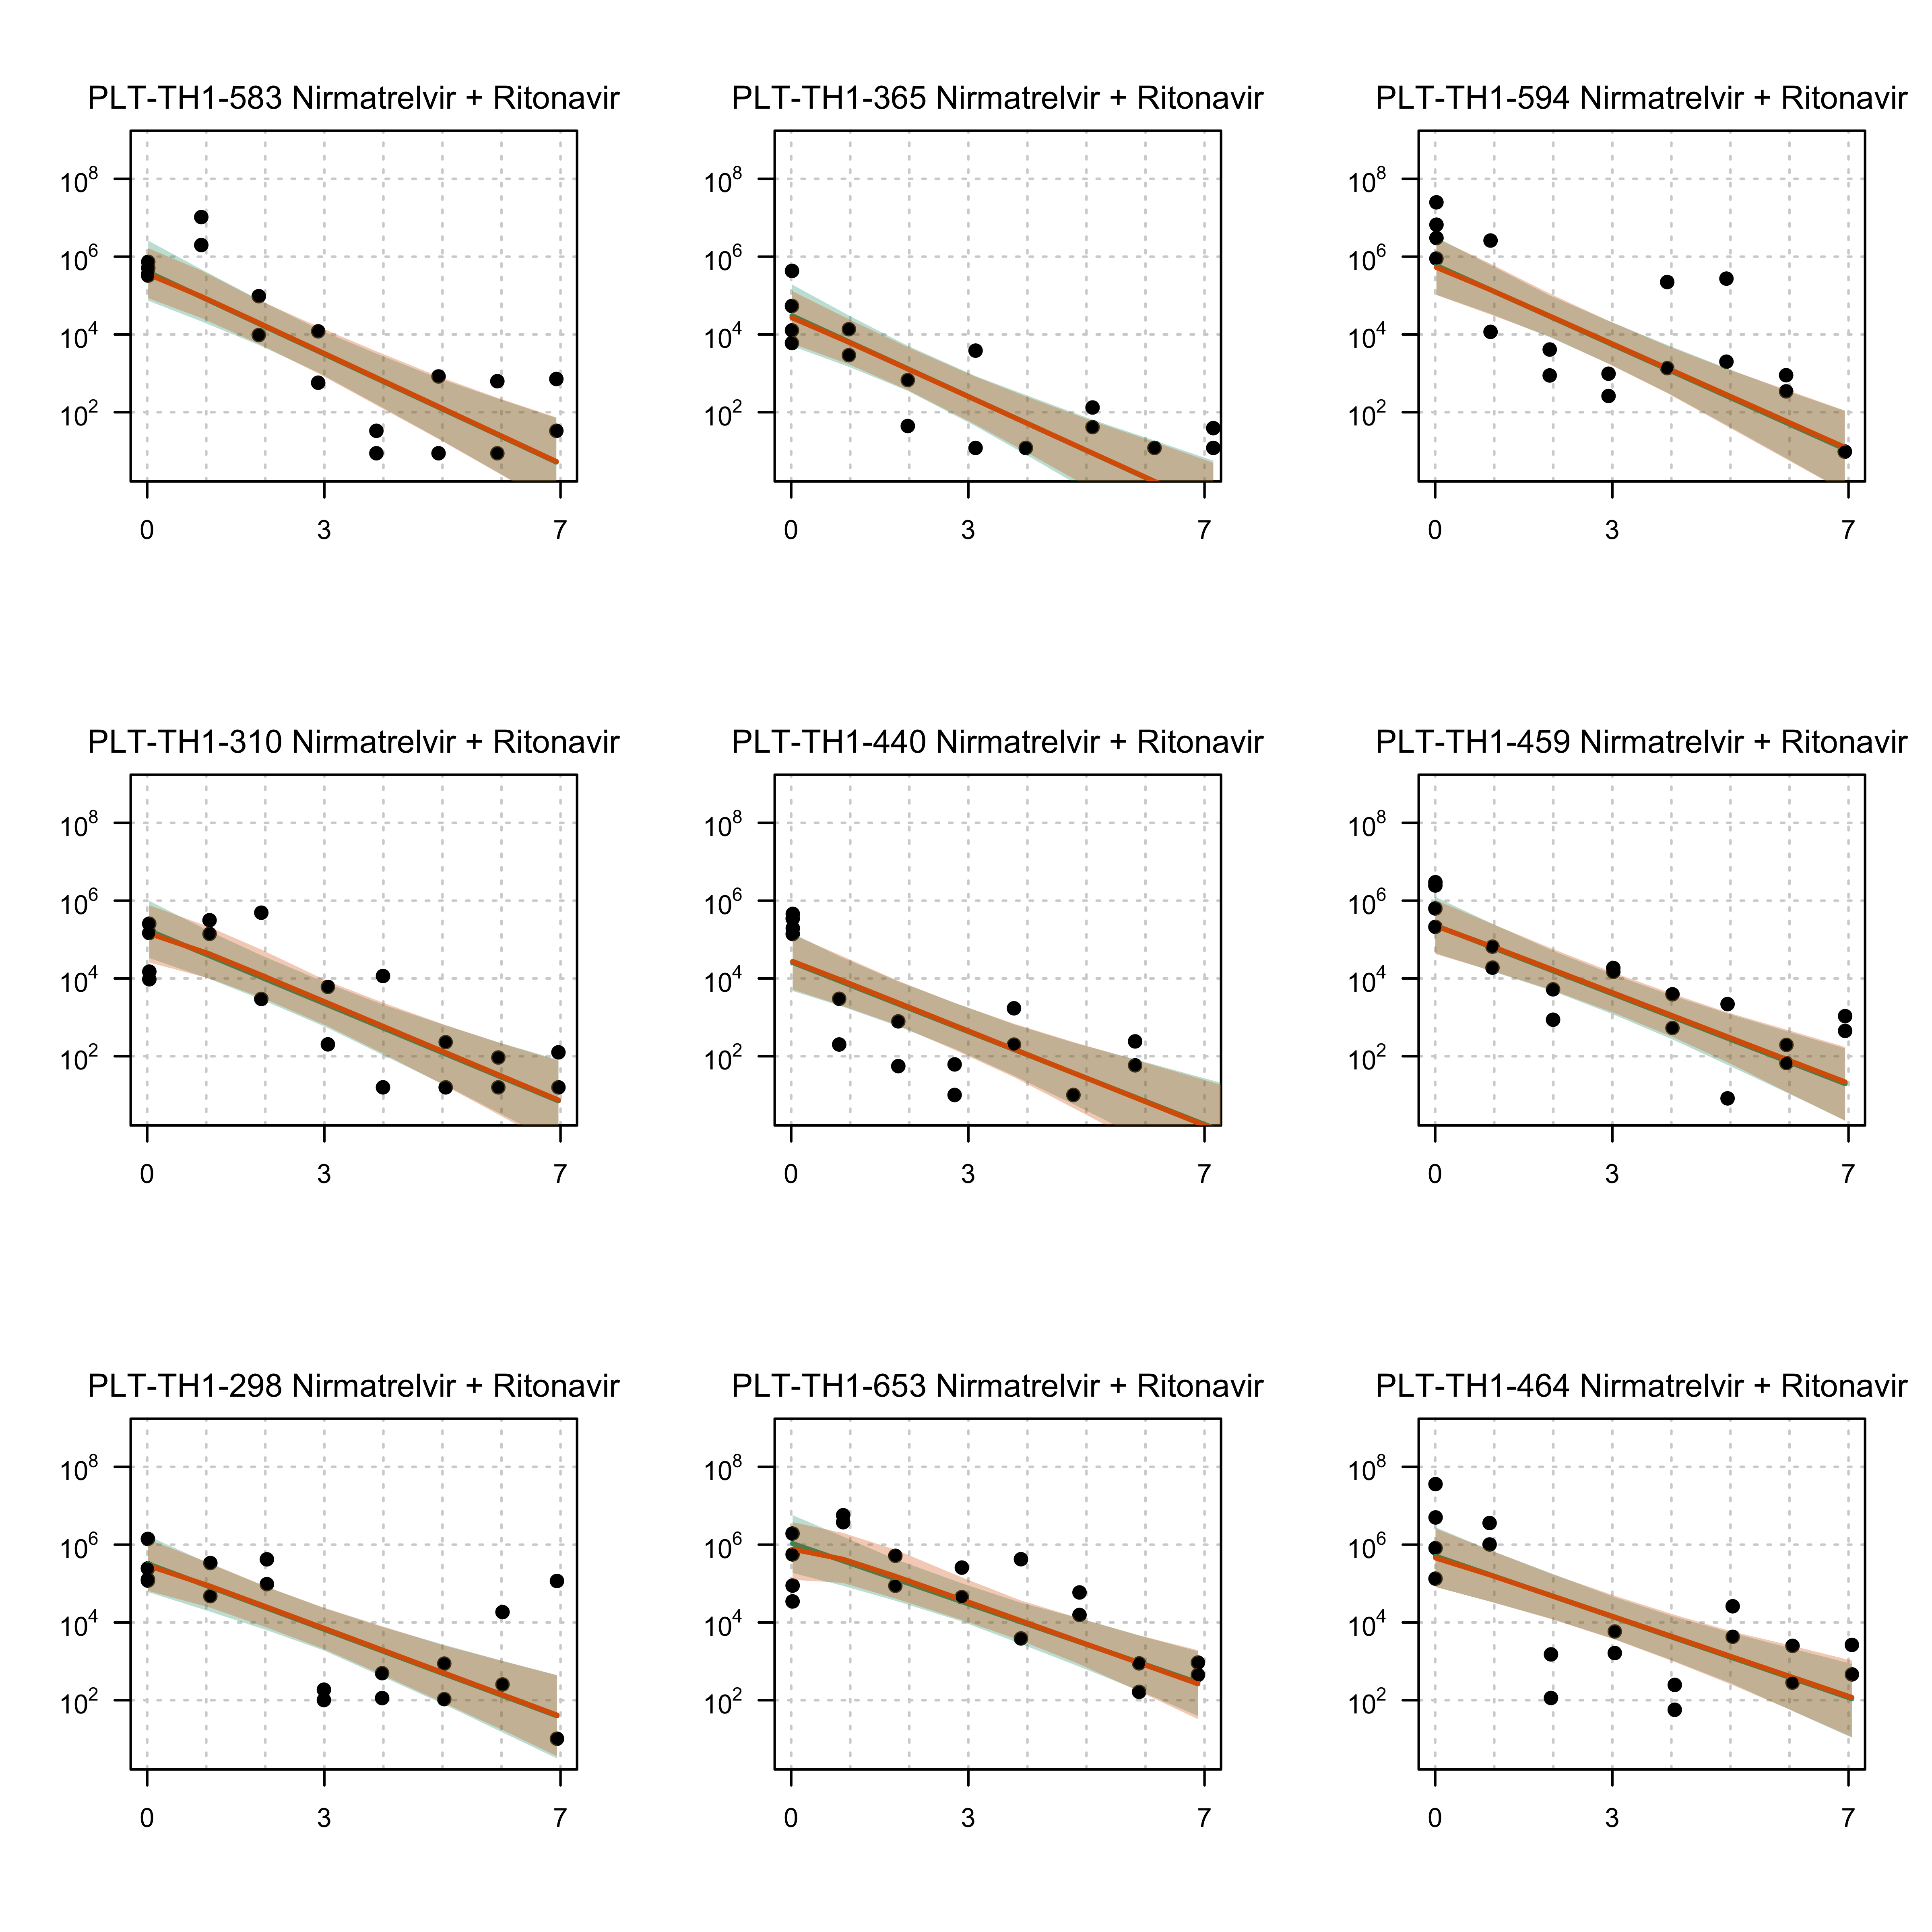 PLT-TH1-583 Nirmatrelvir + Ritonavir
10^8
10^6
10^4
10^2
0 3 7
PLT-TH1-365 Nirmatrelvir + Ritonavir
10^8
10^6
10^4
10^2
0 3 7
PLT-TH1-594 Nirmatrelvir + Ritonavir
10^8
10^6
10^4
10^2
0 3 7
PLT-TH1-310 Nirmatrelvir + Ritonavir
10^8
10^6
10^4
10^2
0 3 7
PLT-TH1-440 Nirmatrelvir + Ritonavir
10^8
10^6
10^4
10^2
0 3 7
PLT-TH1-459 Nirmatrelvir + Ritonavir
10^8
10^6
10^4
10^2
0 3 7
PLT-TH1-298 Nirmatrelvir + Ritonavir
10^8
10^6
10^4
10^2
0 3 7
PLT-TH1-653 Nirmatrelvir + Ritonavir
10^8
10^6
10^4
10^2
0 3 7
PLT-TH1-464 Nirmatrelvir + Ritonavir
10^8
10^6
10^4
10^2
0 3 7